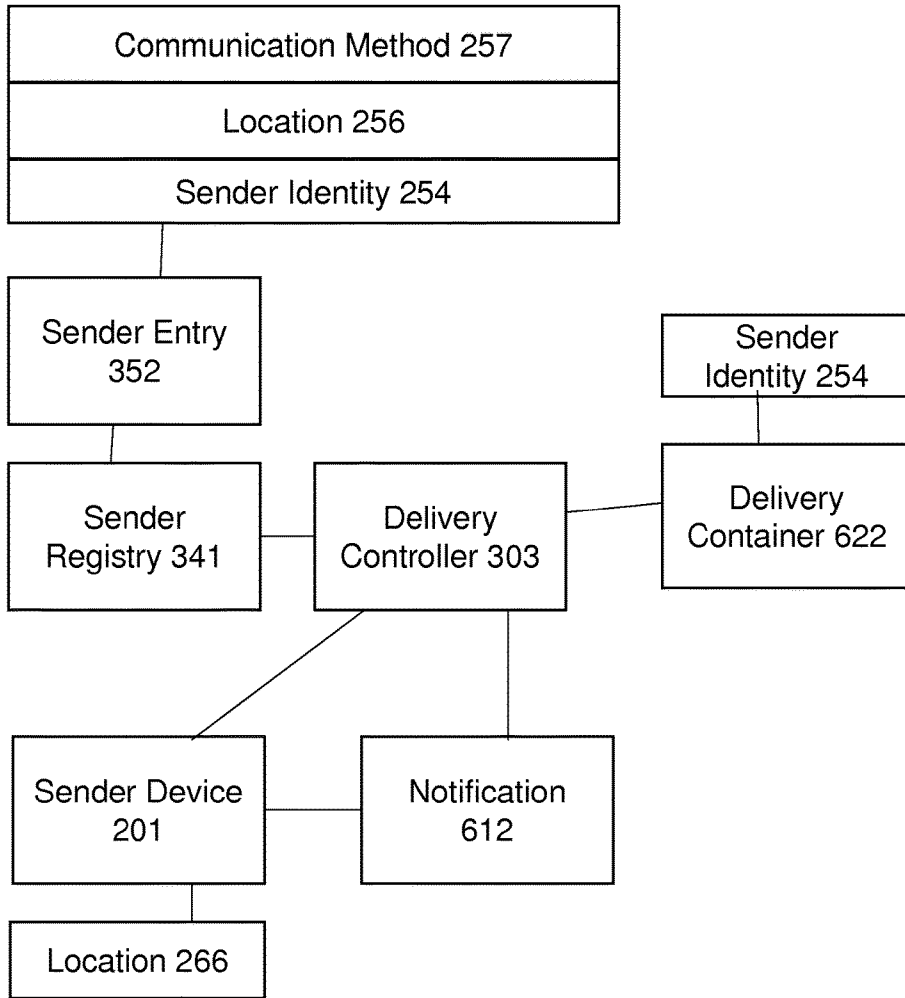 Communication Method 257
Location 256
Sender Identity 254
Sender Entry
352
Sender
Identity 254
Sender
Registry 341
Delivery
Controller 303
Delivery
Container 622
Sender Device
201
Notification
612
Location 266